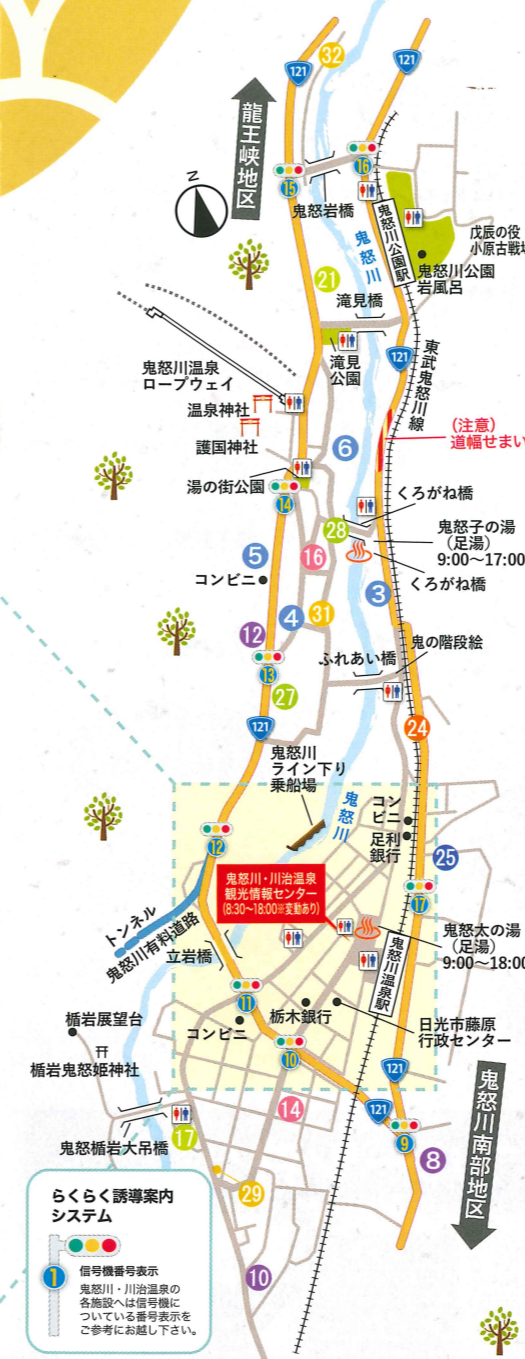 121
32
121
龍王峡地区
16
15
N
鬼怒岩橋
鬼怒川
鬼怒川公園駅
戊辰の役
小原古戦場
鬼怒川公園
岩風呂
21
滝見橋
滝見
公園
121
東武鬼怒川線
鬼怒川温泉
ロープウェイ
温泉神社
護国神社
(注意)
道幅せまい
6
湯の街公園
14
くろがね橋
28
鬼怒子の湯
(足湯)
9:00〜17:00
くろがね橋
5
16
コンビニ
3
4
31
12
鬼の階段絵
ふれあい橋
13
27
24
121
鬼怒川
ライン下り
乗船場
鬼怒川
コン
ビニ
足利
銀行
12
25
17
鬼怒川・川治温泉
観光情報センター
(8:30〜18:00※変動あり)
トンネル
鬼怒川有料道路
鬼怒太の湯
(足湯)
9:00〜18:00
鬼怒川温泉駅
立岩橋
11
コンビニ
栃木銀行
日光市藤原
行政センター
楯岩展望台
楯岩鬼怒姫神社
10
121
鬼怒川南部地区
14
121
9
鬼怒楯岩大吊橋
17
8
29
10
らくらく誘導案内
システム
1
信号機番号表示
鬼怒川・川治温泉の
各施設へは信号機に
ついている番号表示を
ご参考にお越し下さい。